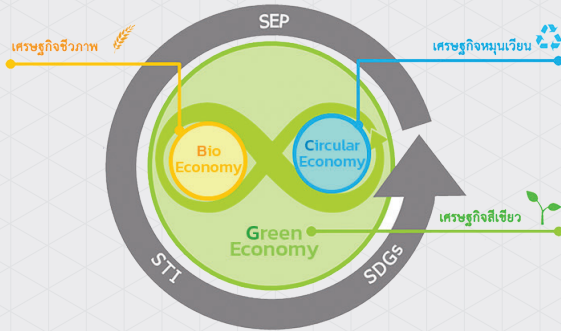 SEP
เศรษฐกิจชีวภาพ
เศรษฐกิจหมุนเวียน
Bio
Economy
Circular
Economy
เศรษฐกิจสีเขียว
Green
Economy
STI
SDGs